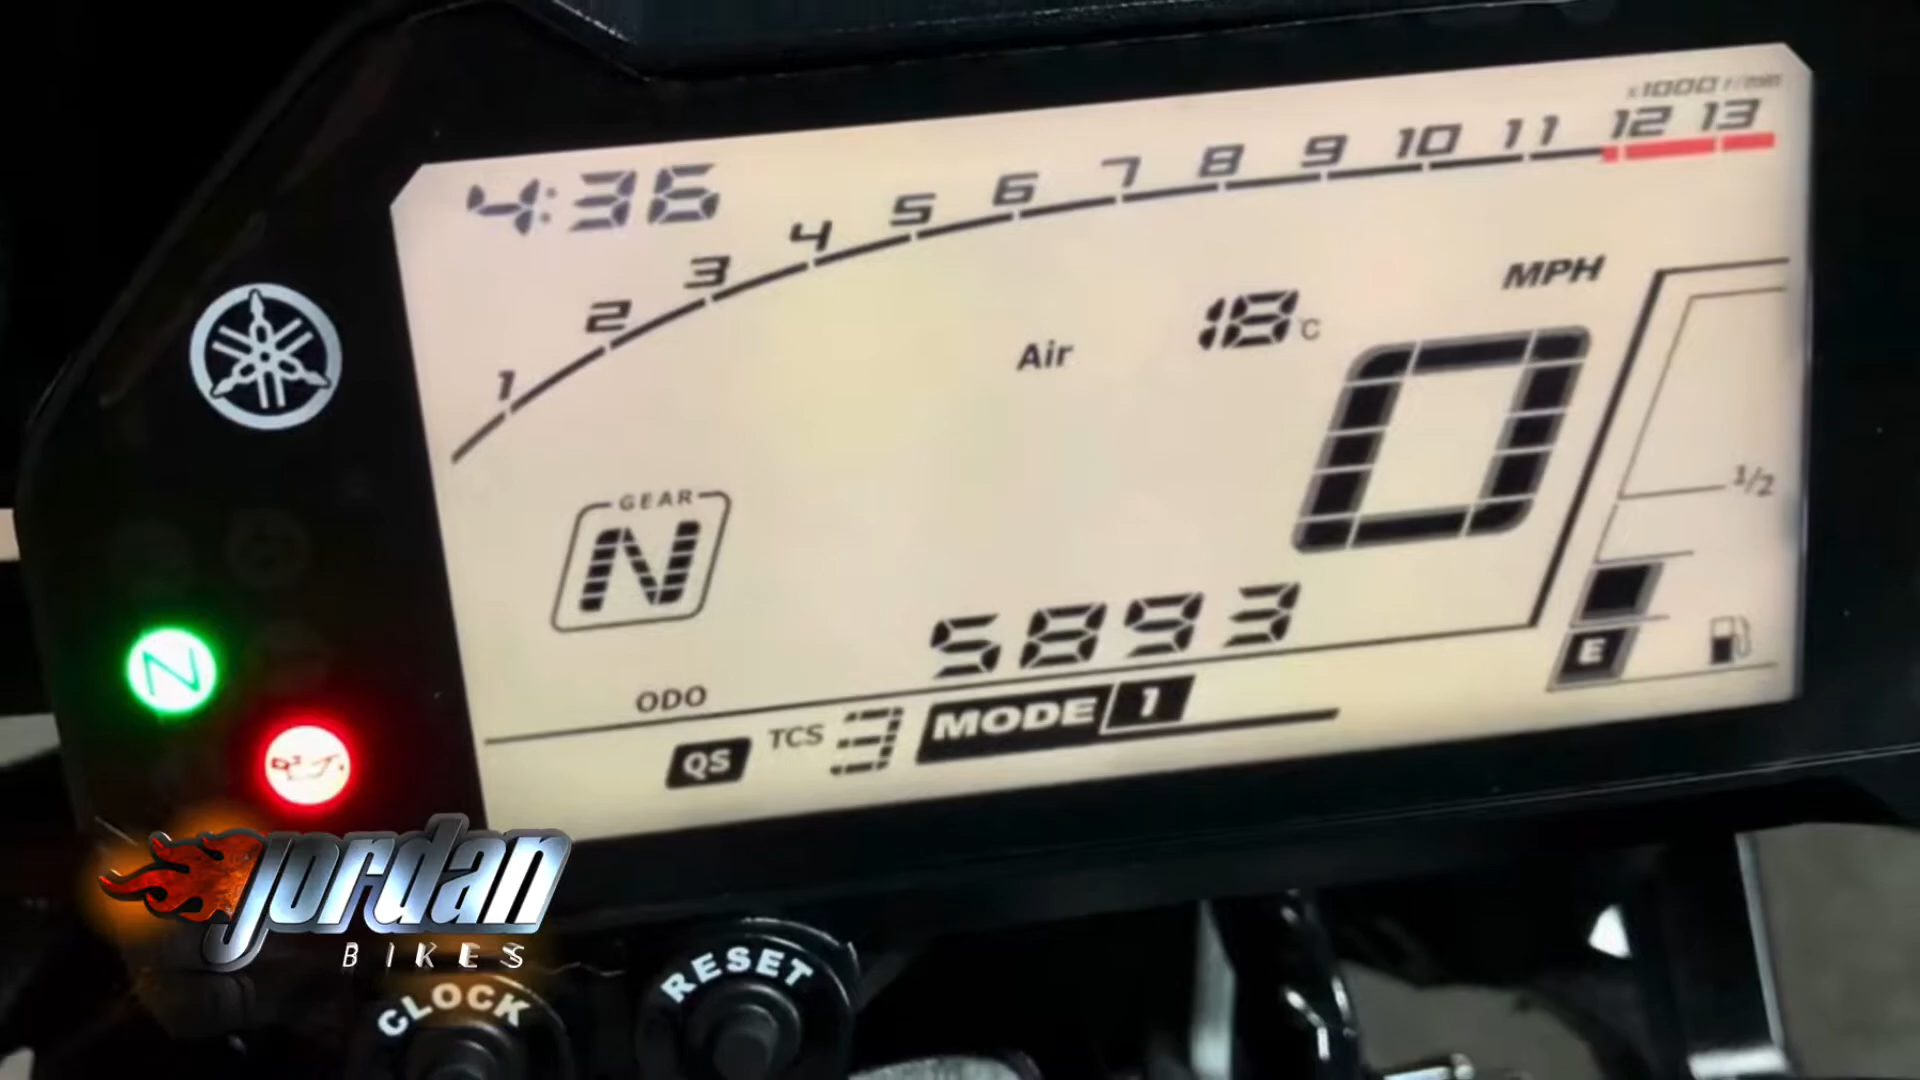 x1000 r/min
4:36
1 2 3 4 5 6 7 8 9 10 11 12 13
MPH
Air 18 °C
0
1/2
GEAR
N
5893
E
N
ODO
QS TCS 3 MODE 1
jordan
BIKES
CLOCK
RESET